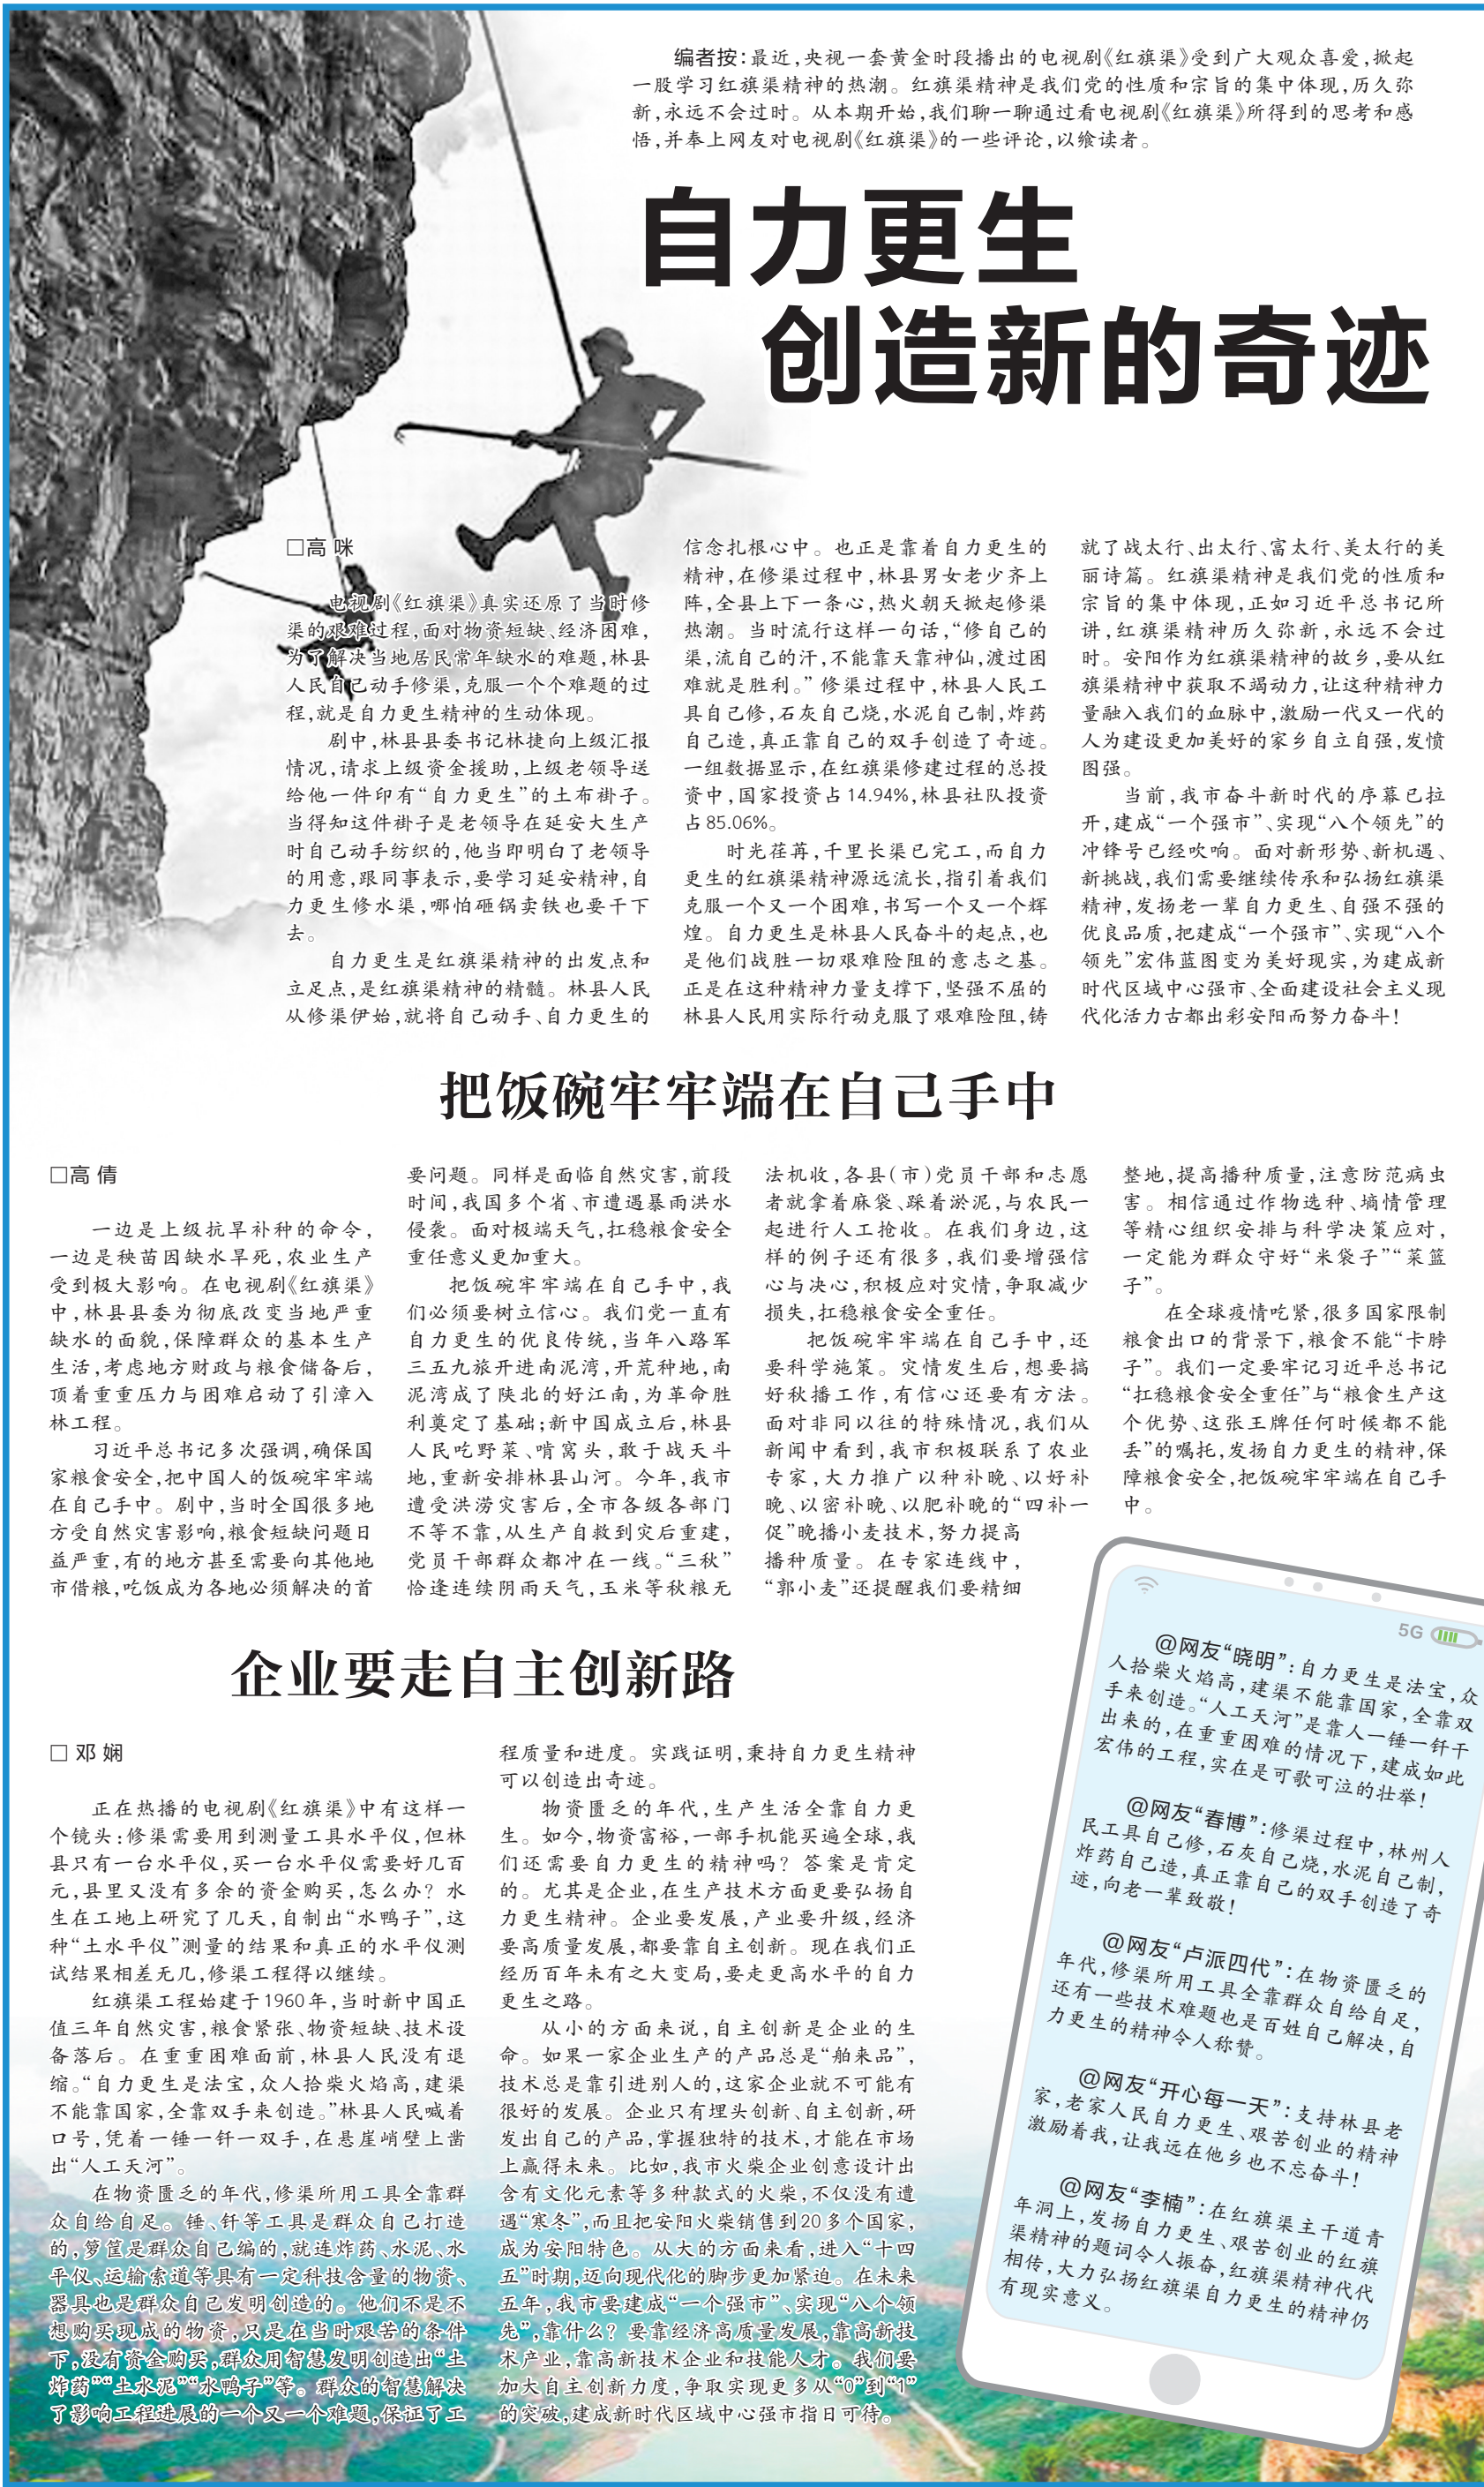 编者按：最近，央视一套黄金时段播出的电视剧《红旗渠》受到广大观众喜爱，掀起
一股学习红旗渠精神的热潮。红旗渠精神是我们党的性质和宗旨的集中体现，历久弥
新，永远不会过时。从本期开始，我们聊一聊通过看电视剧《红旗渠》所得到的思考和感
悟，并奉上网友对电视剧《红旗渠》的一些评论，以飨读者。
自力更生
创造新的奇迹
□高 咪
电视剧《红旗渠》真实还原了当时修
渠的艰难过程，面对物资短缺、经济困难，
为了解决当地居民常年缺水的难题，林县
人民自己动手修渠，克服一个个难题的过
程，就是自力更生精神的生动体现。
剧中，林县县委书记林捷向上级汇报
情况，请求上级资金援助，上级老领导送
给他一件印有“自力更生”的土布褂子。
当得知这件褂子是老领导在延安大生产
时自己动手纺织的，他当即明白了老领导
的用意，跟同事表示，要学习延安精神，自
力更生修水渠，哪怕砸锅卖铁也要干下
去。
自力更生是红旗渠精神的出发点和
立足点，是红旗渠精神的精髓。林县人民
从修渠伊始，就将自己动手、自力更生的
信念扎根心中。也正是靠着自力更生的
精神，在修渠过程中，林县男女老少齐上
阵，全县上下一条心，热火朝天掀起修渠
热潮。当时流行这样一句话，“修自己的
渠，流自己的汗，不能靠天靠神仙，渡过困
难就是胜利。”修渠过程中，林县人民工
具自己修，石灰自己烧，水泥自己制，炸药
自己造，真正靠自己的双手创造了奇迹。
一组数据显示，在红旗渠修建过程的总投
资中，国家投资占14.94%，林县社队投资
占85.06%。
时光荏苒，千里长渠已完工，而自力
更生的红旗渠精神源远流长，指引着我们
克服一个又一个困难，书写一个又一个辉
煌。自力更生是林县人民奋斗的起点，也
是他们战胜一切艰难险阻的意志之基。
正是在这种精神力量支撑下，坚强不屈的
林县人民用实际行动克服了艰难险阻，铸
就了战太行、出太行、富太行、美太行的美
丽诗篇。红旗渠精神是我们党的性质和
宗旨的集中体现，正如习近平总书记所
讲，红旗渠精神历久弥新，永远不会过
时。安阳作为红旗渠精神的故乡，要从红
旗渠精神中获取不竭动力，让这种精神力
量融入我们的血脉中，激励一代又一代的
人为建设更加美好的家乡自立自强，发愤
图强。
当前，我市奋斗新时代的序幕已拉
开，建成“一个强市”、实现“八个领先”的
冲锋号已经吹响。面对新形势、新机遇、
新挑战，我们需要继续传承和弘扬红旗渠
精神，发扬老一辈自力更生、自强不强的
优良品质，把建成“一个强市”、实现“八个
领先”宏伟蓝图变为美好现实，为建成新
时代区域中心强市、全面建设社会主义现
代化活力古都出彩安阳而努力奋斗！
把饭碗牢牢端在自己手中
□高 倩
一边是上级抗旱补种的命令，
一边是秧苗因缺水旱死，农业生产
受到极大影响。在电视剧《红旗渠》
中，林县县委为彻底改变当地严重
缺水的面貌，保障群众的基本生产
生活，考虑地方财政与粮食储备后，
顶着重重压力与困难启动了引漳入
林工程。
习近平总书记多次强调，确保国
家粮食安全，把中国人的饭碗牢牢端
在自己手中。剧中，当时全国很多地
方受自然灾害影响，粮食短缺问题日
益严重，有的地方甚至需要向其他地
市借粮，吃饭成为各地必须解决的首
要问题。同样是面临自然灾害，前段
时间，我国多个省、市遭遇暴雨洪水
侵袭。面对极端天气，扛稳粮食安全
重任意义更加重大。
把饭碗牢牢端在自己手中，我
们必须要树立信心。我们党一直有
自力更生的优良传统，当年八路军
三五九旅开进南泥湾，开荒种地，南
泥湾成了陕北的好江南，为革命胜
利奠定了基础；新中国成立后，林县
人民吃野菜、啃窝头，敢于战天斗
地，重新安排林县山河。今年，我市
遭受洪涝灾害后，全市各级各部门
不等不靠，从生产自救到灾后重建，
党员干部群众都冲在一线。“三秋”
恰逢连续阴雨天气，玉米等秋粮无
法机收，各县（市）党员干部和志愿
者就拿着麻袋、踩着淤泥，与农民一
起进行人工抢收。在我们身边，这
样的例子还有很多，我们要增强信
心与决心，积极应对灾情，争取减少
损失，扛稳粮食安全重任。
把饭碗牢牢端在自己手中，还
要科学施策。灾情发生后，想要搞
好秋播工作，有信心还要有方法。
面对非同以往的特殊情况，我们从
新闻中看到，我市积极联系了农业
专家，大力推广以种补晚、以好补
晚、以密补晚、以肥补晚的“四补一
促”晚播小麦技术，努力提高
播种质量。在专家连线中，
“郭小麦”还提醒我们要精细
整地，提高播种质量，注意防范病虫
害。相信通过作物选种、墒情管理
等精心组织安排与科学决策应对，
一定能为群众守好“米袋子”“菜篮
子”。
在全球疫情吃紧，很多国家限制
粮食出口的背景下，粮食不能“卡脖
子”。我们一定要牢记习近平总书记
“扛稳粮食安全重任”与“粮食生产这
个优势、这张王牌任何时候都不能
丢”的嘱托，发扬自力更生的精神，保
障粮食安全，把饭碗牢牢端在自己手
中。
企业要走自主创新路
□ 邓 娴
正在热播的电视剧《红旗渠》中有这样一
个镜头：修渠需要用到测量工具水平仪，但林
县只有一台水平仪，买一台水平仪需要好几百
元，县里又没有多余的资金购买，怎么办？水
生在工地上研究了几天，自制出“水鸭子”，这
种“土水平仪”测量的结果和真正的水平仪测
试结果相差无几，修渠工程得以继续。
红旗渠工程始建于1960年，当时新中国正
值三年自然灾害，粮食紧张、物资短缺、技术设
备落后。在重重困难面前，林县人民没有退
缩。“自力更生是法宝，众人拾柴火焰高，建渠
不能靠国家，全靠双手来创造。”林县人民喊着
口号，凭着一锤一钎一双手，在悬崖峭壁上凿
出“人工天河”。
在物资匮乏的年代，修渠所用工具全靠群
众自给自足。锤、钎等工具是群众自己打造
的，箩筐是群众自己编的，就连炸药、水泥、水
平仪、运输索道等具有一定科技含量的物资、
器具也是群众自己发明创造的。他们不是不
想购买现成的物资，只是在当时艰苦的条件
下，没有资金购买，群众用智慧发明创造出“土
炸药”“土水泥”“水鸭子”等。群众的智慧解决
了影响工程进展的一个又一个难题，保证了工
程质量和进度。实践证明，秉持自力更生精神
可以创造出奇迹。
物资匮乏的年代，生产生活全靠自力更
生。如今，物资富裕，一部手机能买遍全球，我
们还需要自力更生的精神吗？答案是肯定
的。尤其是企业，在生产技术方面更要弘扬自
力更生精神。企业要发展，产业要升级，经济
要高质量发展，都要靠自主创新。现在我们正
经历百年未有之大变局，要走更高水平的自力
更生之路。
从小的方面来说，自主创新是企业的生
命。如果一家企业生产的产品总是“舶来品”，
技术总是靠引进别人的，这家企业就不可能有
很好的发展。企业只有埋头创新、自主创新，研
发出自己的产品，掌握独特的技术，才能在市场
上赢得未来。比如，我市火柴企业创意设计出
含有文化元素等多种款式的火柴，不仅没有遭
遇“寒冬”，而且把安阳火柴销售到20多个国家，
成为安阳特色。从大的方面来看，进入“十四
五”时期，迈向现代化的脚步更加紧迫。在未来
五年，我市要建成“一个强市”、实现“八个领
先”，靠什么？要靠经济高质量发展，靠高新技
术产业，靠高新技术企业和技能人才。我们要
加大自主创新力度，争取实现更多从“0”到“1”
的突破，建成新时代区域中心强市指日可待。
5G
@网友“晓明”：自力更生是法宝，众
人拾柴火焰高，建渠不能靠国家，全靠双
手来创造。“人工天河”是靠人一锤一钎干
出来的，在重重困难的情况下，建成如此
宏伟的工程，实在是可歌可泣的壮举！
@网友“春博”：修渠过程中，林州人
民工具自己修，石灰自己烧，水泥自己制，
炸药自己造，真正靠自己的双手创造了奇
迹，向老一辈致敬！
@网友“卢派四代”：在物资匮乏的
年代，修渠所用工具全靠群众自给自足，
还有一些技术难题也是百姓自己解决，自
力更生的精神令人称赞。
@网友“开心每一天”：支持林县老
家，老家人民自力更生、艰苦创业的精神
激励着我，让我远在他乡也不忘奋斗！
@网友“李楠”：在红旗渠主干道青
年洞上，发扬自力更生、艰苦创业的红旗
渠精神的题词令人振奋，红旗渠精神代代
相传，大力弘扬红旗渠自力更生的精神仍
有现实意义。